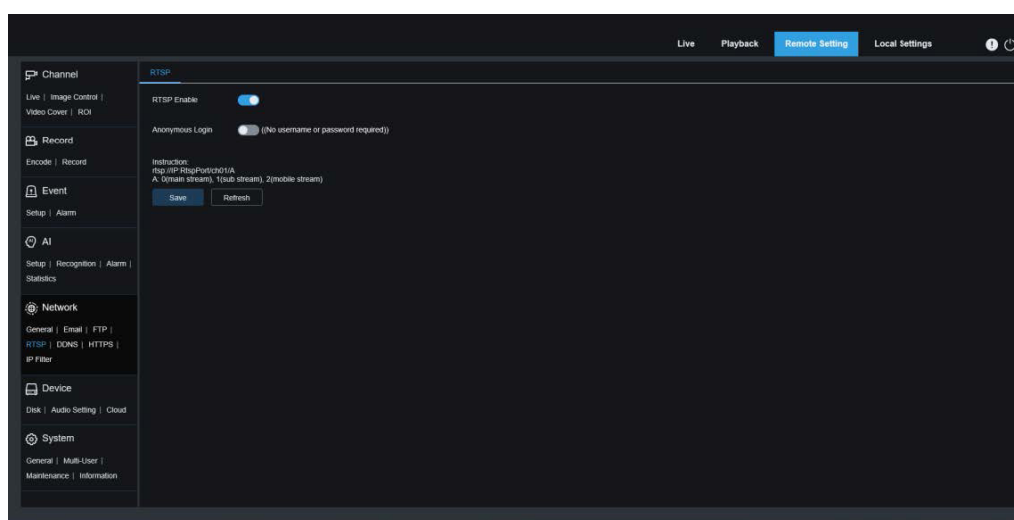 Live Playback Remote Setting Local Settings
Channel
Live | Image Control |
Video Cover | ROI
Record
Encode | Record
Event
Setup | Alarm
AI
Setup | Recognition | Alarm |
Statistics
Network
General | Email | FTP |
RTSP | DDNS | HTTPS |
IP Filter
Device
Disk | Audio Setting | Cloud
System
General | Multi-User |
Maintenance | Information
RTSP
RTSP Enable
Anonymous Login ((No username or password required))
Instruction:
rtsp://IP:RtspPort/ch01/A
A: 0(main stream), 1(sub stream), 2(mobile stream)
Save Refresh